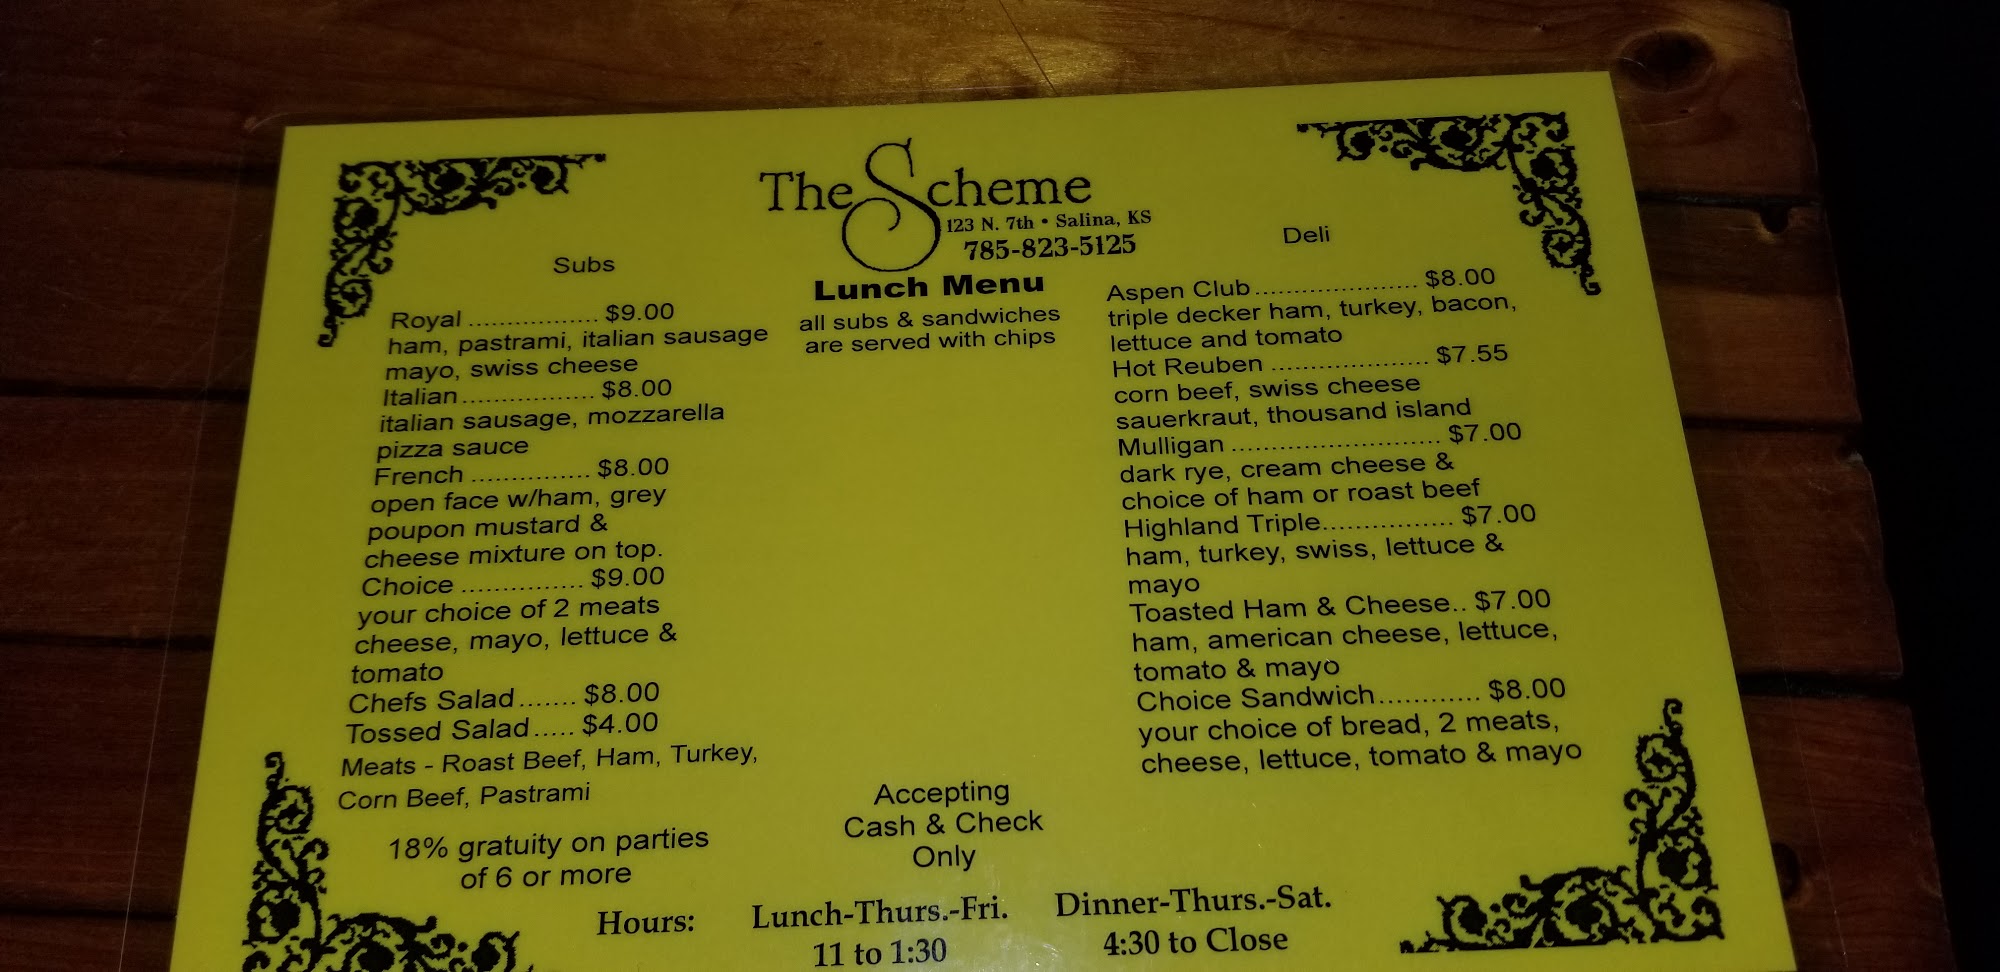 The Scheme
123 N. 7th • Salina, KS
785-823-5125
Lunch Menu
all subs & sandwiches
are served with chips
Subs
Royal ................. $9.00
ham, pastrami, italian sausage
mayo, swiss cheese
Italian ................. $8.00
italian sausage, mozzarella
pizza sauce
French ............... $8.00
open face w/ham, grey
poupon mustard &
cheese mixture on top.
Choice ............... $9.00
your choice of 2 meats
cheese, mayo, lettuce &
tomato
Chefs Salad ....... $8.00
Tossed Salad ..... $4.00
Meats - Roast Beef, Ham, Turkey,
Corn Beef, Pastrami
18% gratuity on parties
of 6 or more
Deli
Aspen Club ..................... $8.00
triple decker ham, turkey, bacon,
lettuce and tomato
Hot Reuben .................... $7.55
corn beef, swiss cheese
sauerkraut, thousand island
Mulligan .......................... $7.00
dark rye, cream cheese &
choice of ham or roast beef
Highland Triple................. $7.00
ham, turkey, swiss, lettuce &
mayo
Toasted Ham & Cheese.. $7.00
ham, american cheese, lettuce,
tomato & mayo
Choice Sandwich............. $8.00
your choice of bread, 2 meats,
cheese, lettuce, tomato & mayo
Accepting
Cash & Check
Only
Hours: Lunch-Thurs.-Fri. Dinner-Thurs.-Sat.
11 to 1:30 4:30 to Close